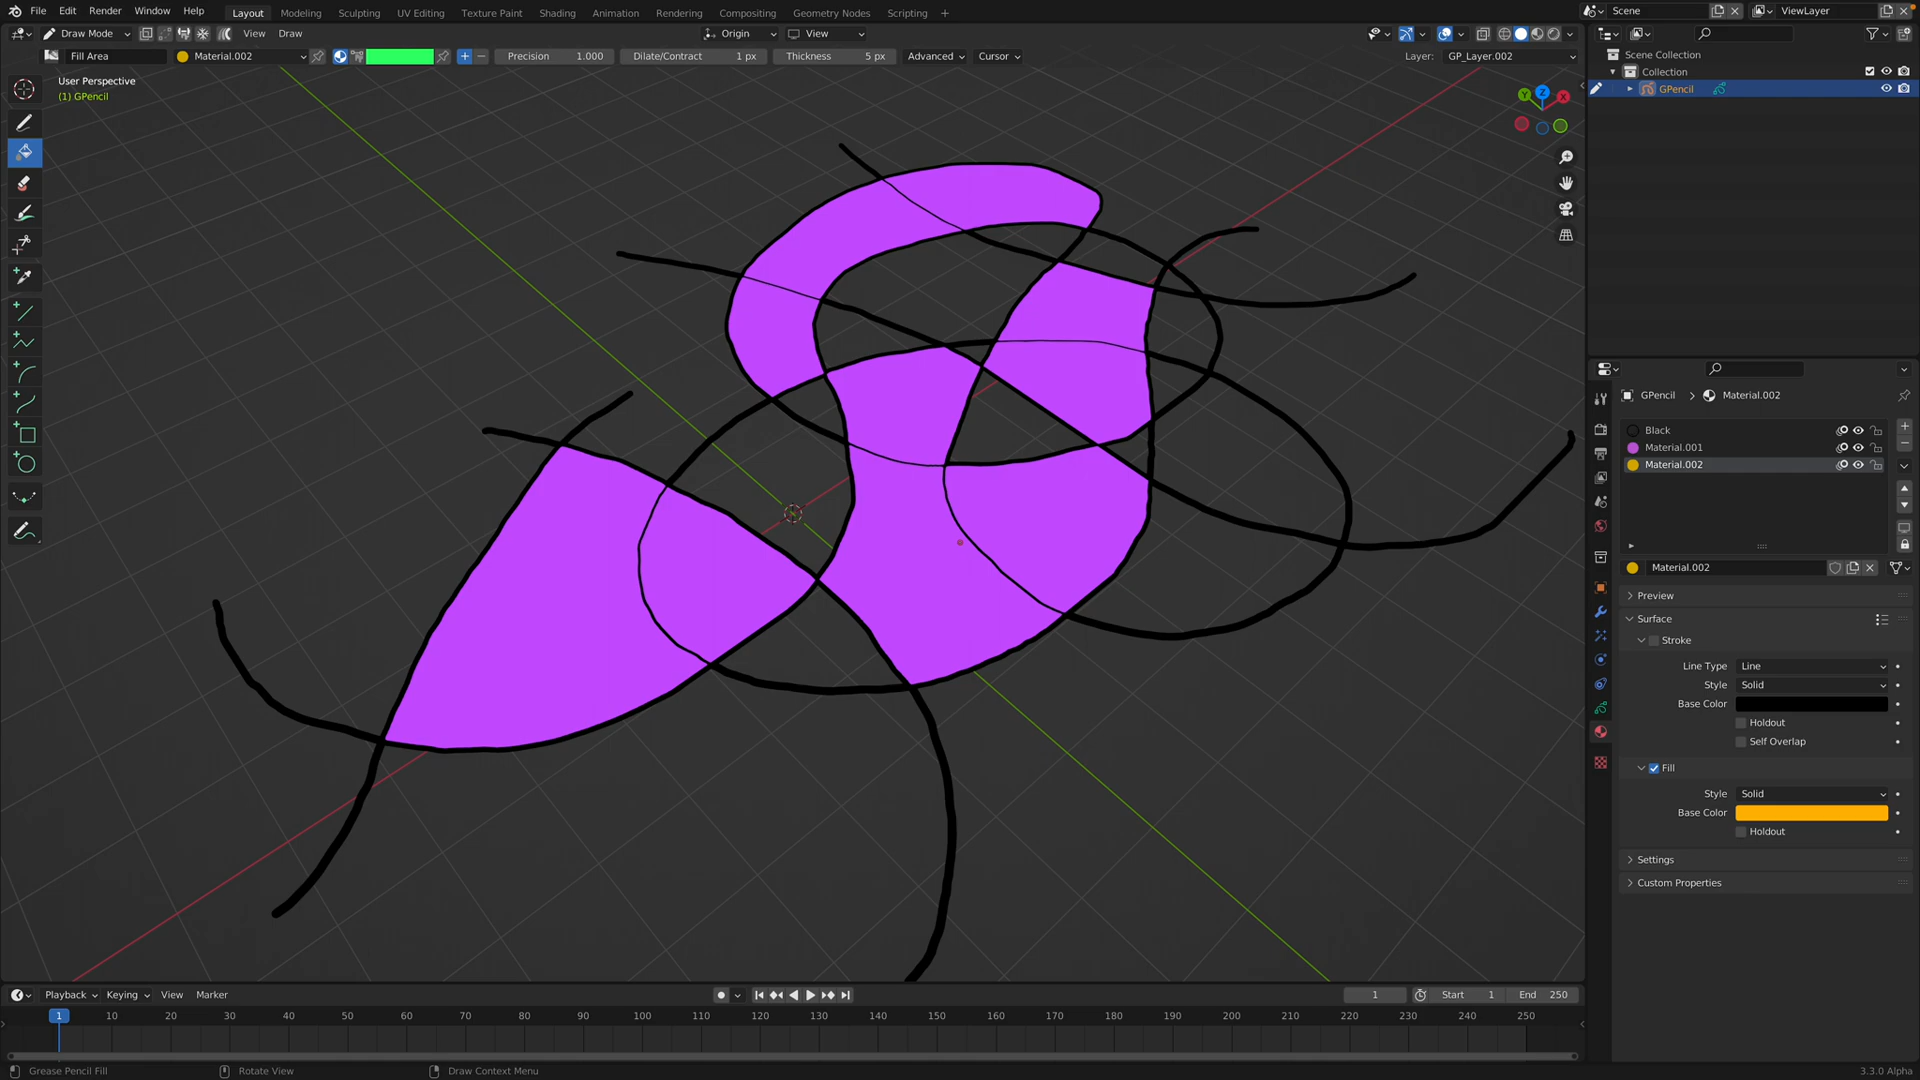 File Edit Render Window Help Layout Modeling Sculpting UV Editing Texture Paint Shading Animation Rendering Compositing Geometry Nodes Scripting + Scene ViewLayer
Draw Mode View Draw Origin View
Fill Area Material.002 Precision 1.000 Dilate/Contract 1 px Thickness 5 px Advanced Cursor Layer: GP_Layer.002
User Perspective
(1) GPencil
Z
Y
X
Scene Collection
Collection
GPencil
GPencil > Material.002
Black
Material.001
Material.002
Material.002
Preview
Surface
Stroke
Line Type Line
Style Solid
Base Color
Holdout
Self Overlap
Fill
Style Solid
Base Color
Holdout
Settings
Custom Properties
Playback Keying View Marker 1 Start 1 End 250
1 10 20 30 40 50 60 70 80 90 100 110 120 130 140 150 160 170 180 190 200 210 220 230 240 250
Grease Pencil Fill Rotate View Draw Context Menu 3.3.0 Alpha